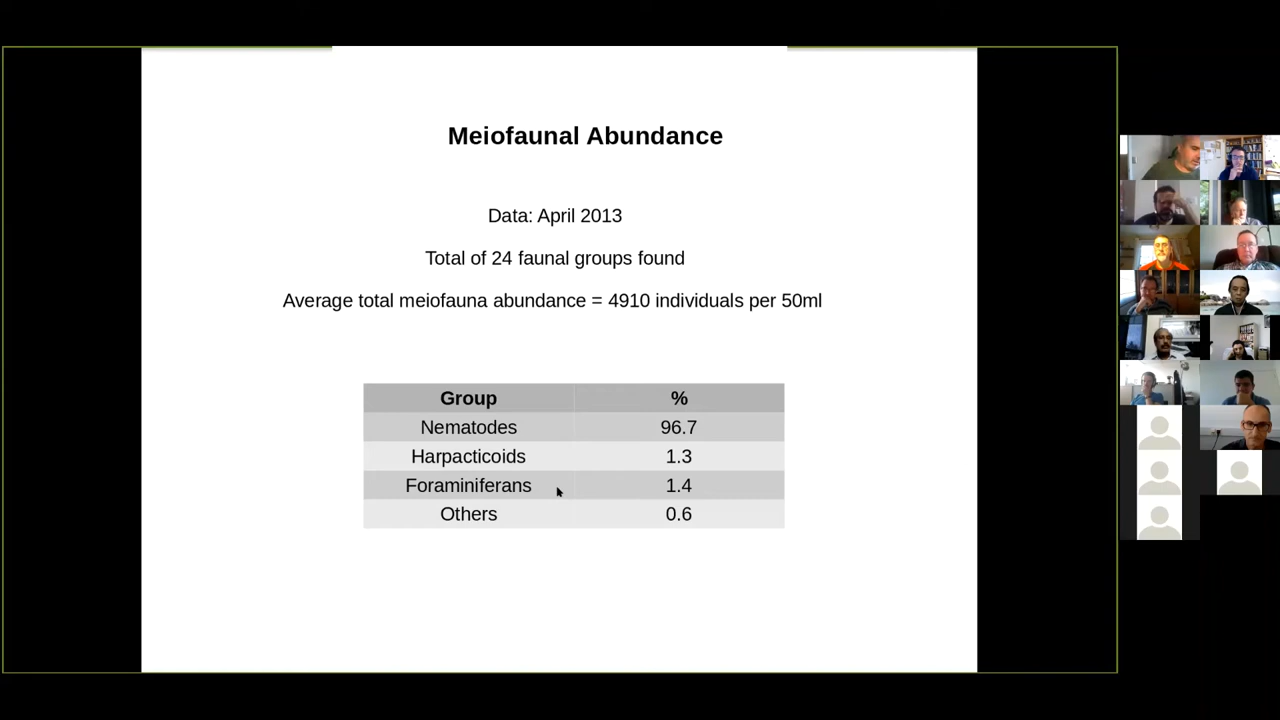 Meiofaunal Abundance
Data: April 2013
Total of 24 faunal groups found
Average total meiofauna abundance = 4910 individuals per 50ml
Group %
Nematodes 96.7
Harpacticoids 1.3
Foraminiferans 1.4
Others 0.6